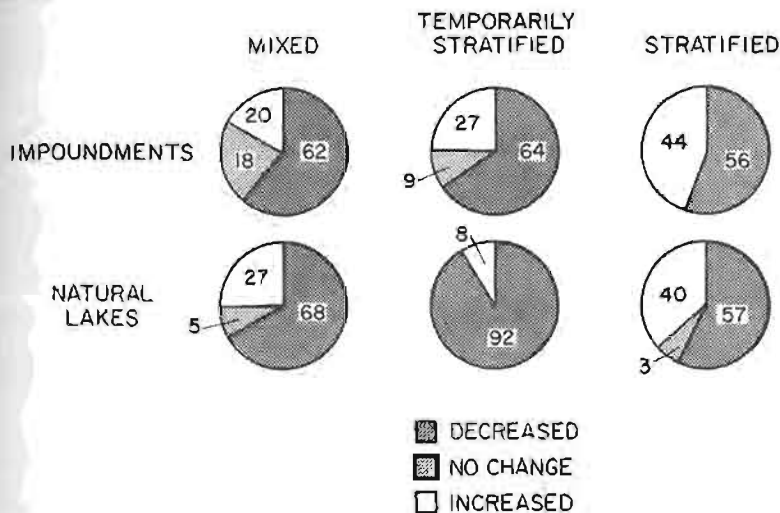 MIXED
TEMPORARILY
STRATIFIED
STRATIFIED
IMPOUNDMENTS
20
18
62
27
9
64
44
56
NATURAL
LAKES
27
5
68
8
92
40
3
57
DECREASED
NO CHANGE
INCREASED